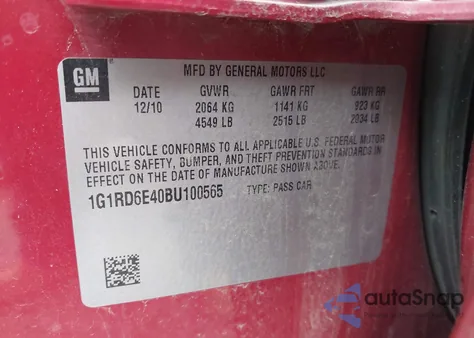 MFD BY GENERAL MOTORS LLC
GM
DATE GVWR GAWR FRT GAWR RR
12/10 2064 KG 1141 KG 923 KG
4549 LB 2515 LB 2034 LB
THIS VEHICLE CONFORMS TO ALL APPLICABLE U.S. FEDERAL MOTOR
VEHICLE SAFETY, BUMPER, AND THEFT PREVENTION STANDARDS IN
EFFECT ON THE DATE OF MANUFACTURE SHOWN ABOVE.
1G1RD6E40BU100565 TYPE: PASS CAR
autoSnap